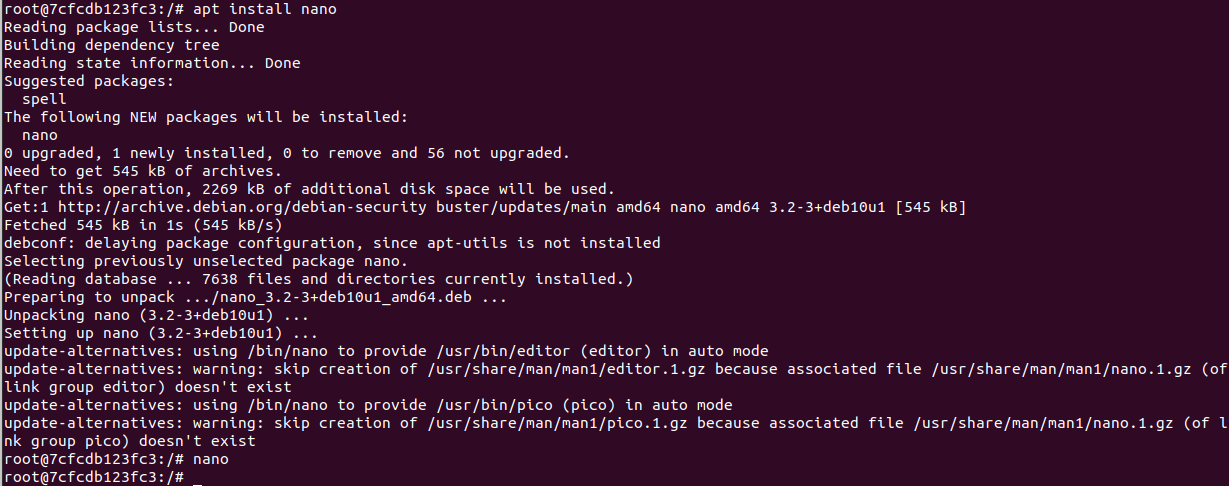 root@7cfcdb123fc3:/# apt install nano
Reading package lists... Done
Building dependency tree
Reading state information... Done
Suggested packages:
  spell
The following NEW packages will be installed:
  nano
0 upgraded, 1 newly installed, 0 to remove and 56 not upgraded.
Need to get 545 kB of archives.
After this operation, 2269 kB of additional disk space will be used.
Get:1 http://archive.debian.org/debian-security buster/updates/main amd64 nano amd64 3.2-3+deb10u1 [545 kB]
Fetched 545 kB in 1s (545 kB/s)
debconf: delaying package configuration, since apt-utils is not installed
Selecting previously unselected package nano.
(Reading database ... 7638 files and directories currently installed.)
Preparing to unpack .../nano_3.2-3+deb10u1_amd64.deb ...
Unpacking nano (3.2-3+deb10u1) ...
Setting up nano (3.2-3+deb10u1) ...
update-alternatives: using /bin/nano to provide /usr/bin/editor (editor) in auto mode
update-alternatives: warning: skip creation of /usr/share/man/man1/editor.1.gz because associated file /usr/share/man/man1/nano.1.gz (of
link group editor) doesn't exist
update-alternatives: using /bin/nano to provide /usr/bin/pico (pico) in auto mode
update-alternatives: warning: skip creation of /usr/share/man/man1/pico.1.gz because associated file /usr/share/man/man1/nano.1.gz (of l
nk group pico) doesn't exist
root@7cfcdb123fc3:/# nano
root@7cfcdb123fc3:/#